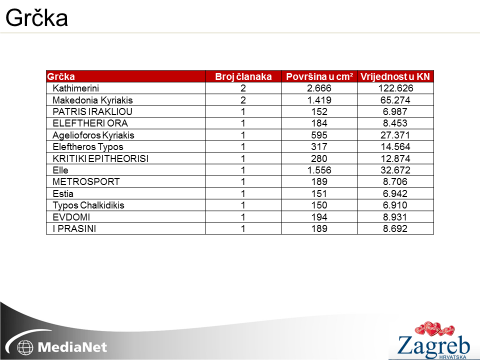 Grčka
Grčka Broj članaka Površina u cm² Vrijednost u KN
Kathimerini 2 2.666 122.626
Makedonia Kyriakis 2 1.419 65.274
PATRIS IRAKLIOU 1 152 6.987
ELEFTHERI ORA 1 184 8.453
Agelioforos Kyriakis 1 595 27.371
Eleftheros Typos 1 317 14.564
KRITIKI EPITHEORISI 1 280 12.874
Elle 1 1.556 32.672
METROSPORT 1 189 8.706
Estia 1 151 6.942
Typos Chalkidikis 1 150 6.910
EVDOMI 1 194 8.931
I PRASINI 1 189 8.692
MediaNet
Zagreb
HRVATSKA